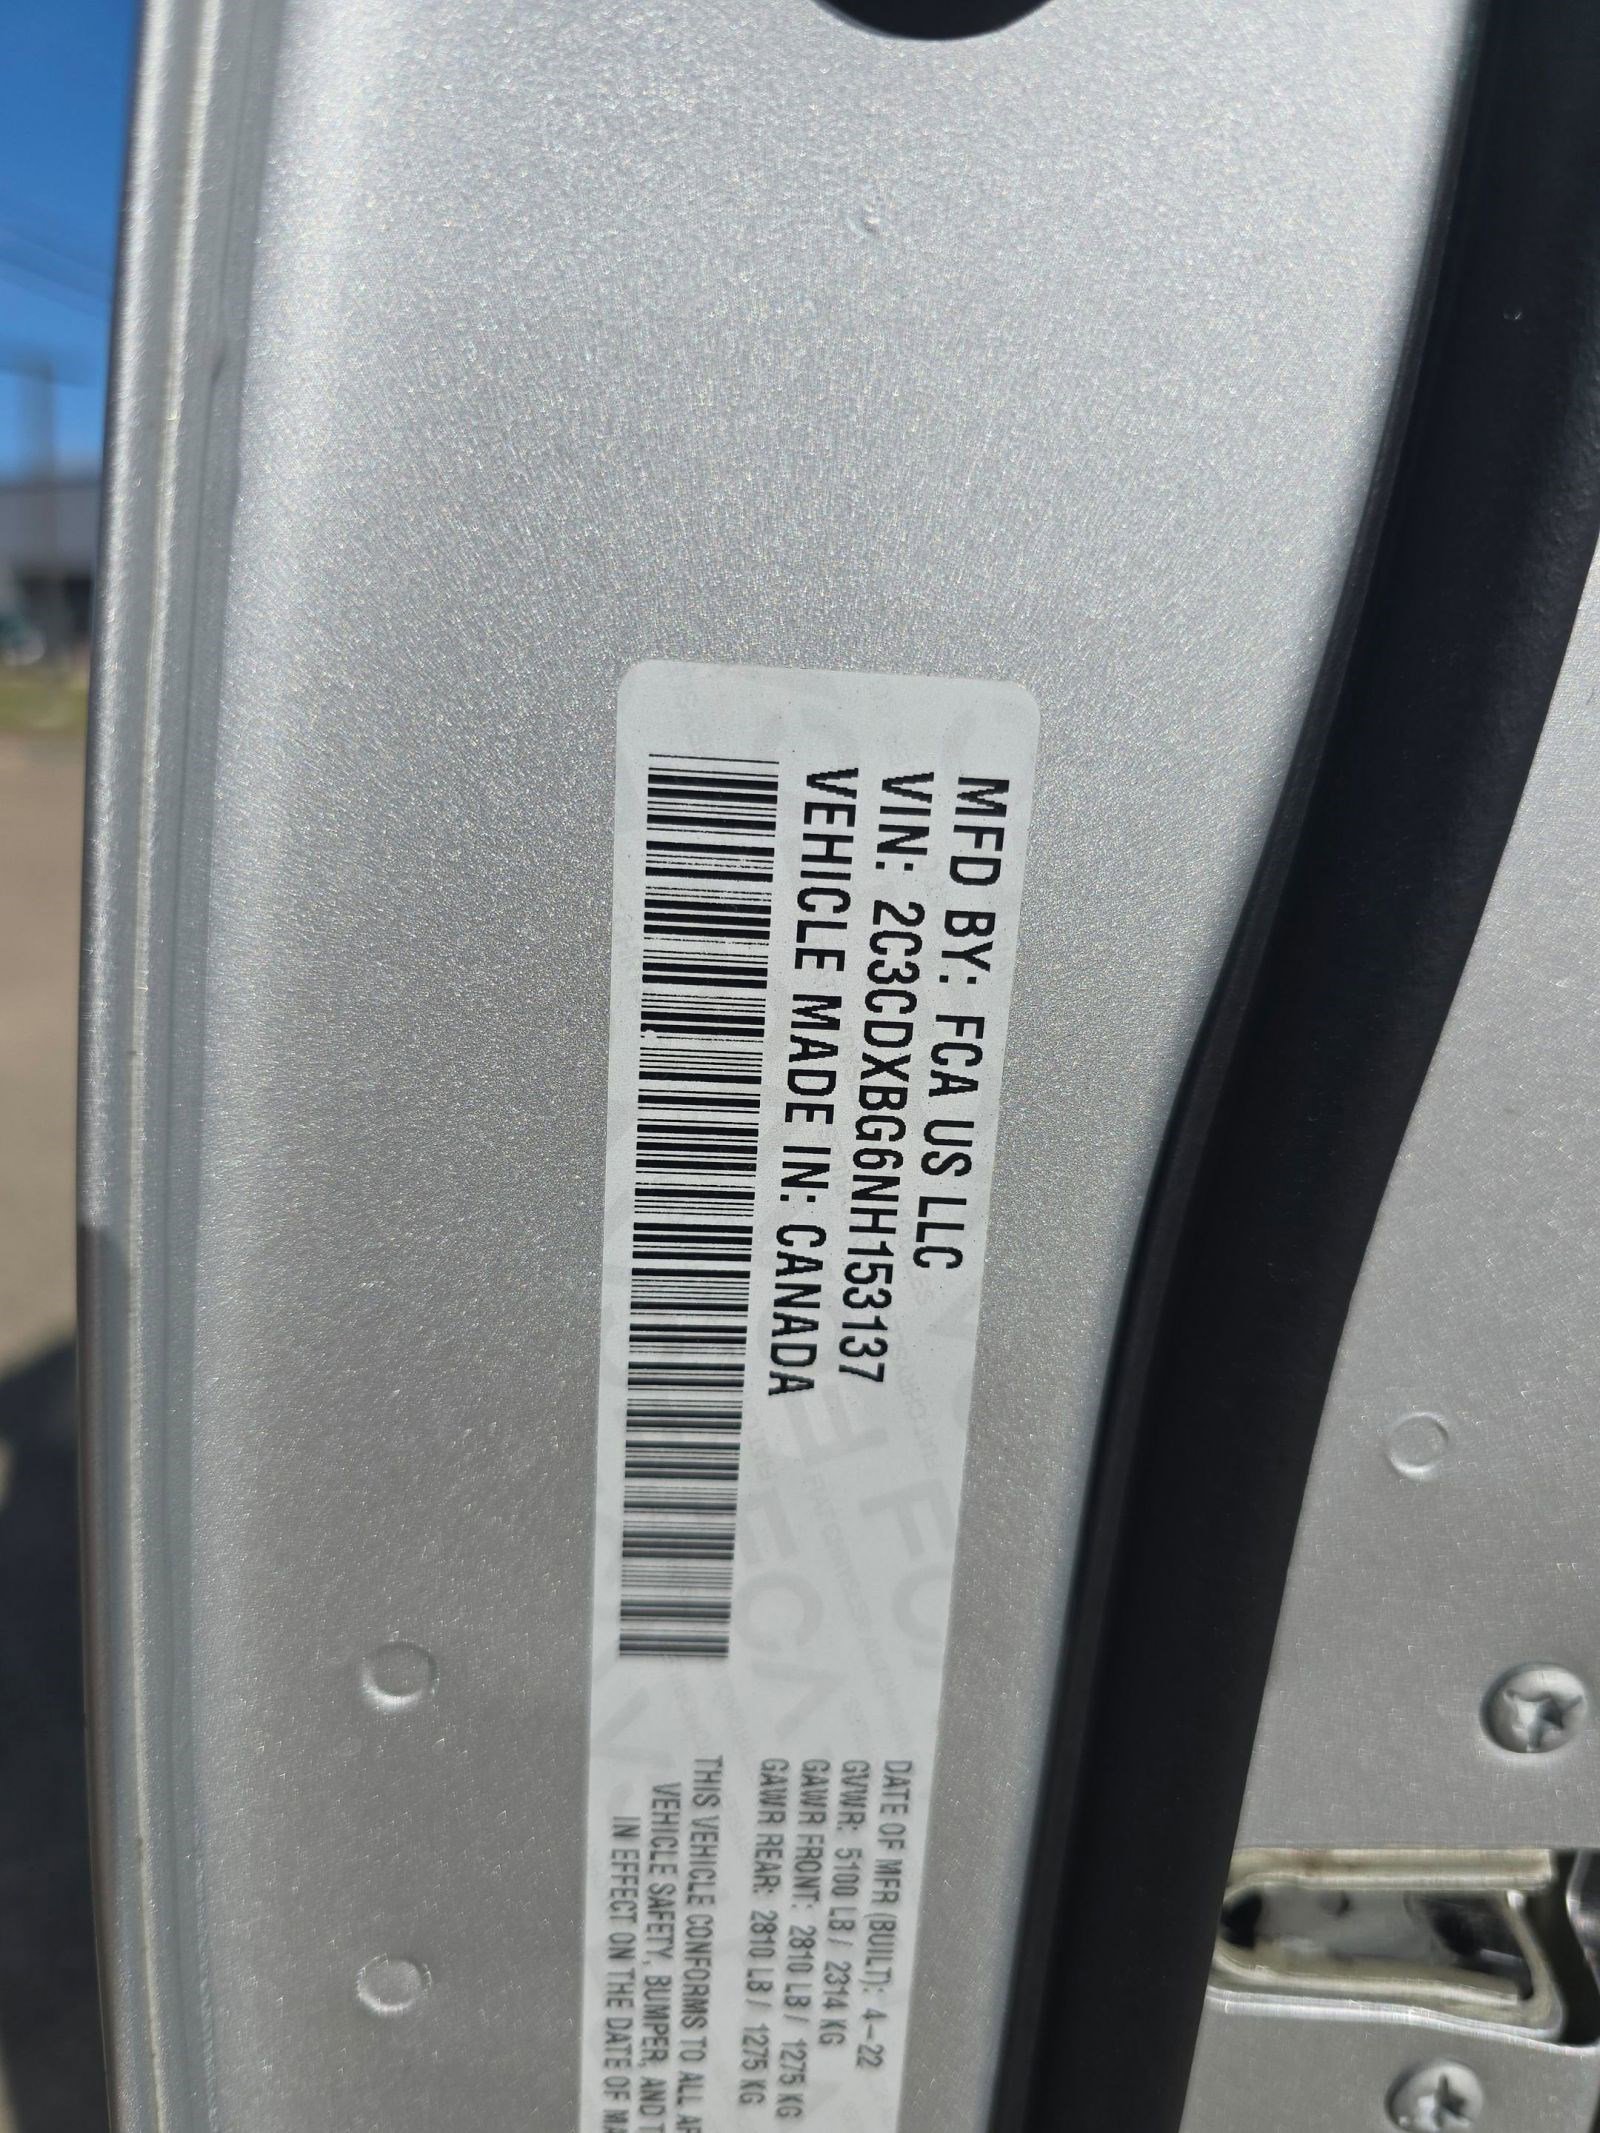 MFD BY: FCA US LLC
VIN: 2C3CDXBG6NH153137
VEHICLE MADE IN: CANADA
DATE OF MFR (BUILT): 4-22
GVWR: 5100 LB / 2314 KG
GAWR FRONT: 2810 LB / 1275 KG
GAWR REAR: 2810 LB / 1275 KG
THIS VEHICLE CONFORMS TO ALL
VEHICLE SAFETY, BUMPER, AND
IN EFFECT ON THE DATE OF